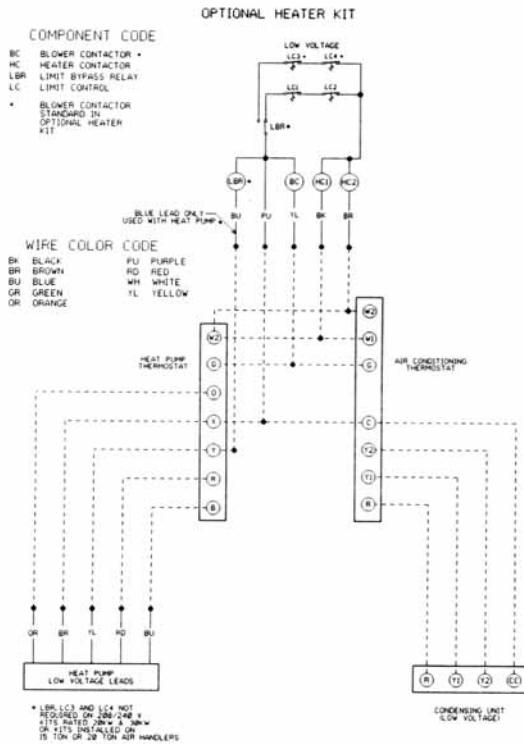 OPTIONAL HEATER KIT
COMPONENT CODE
BC BLOWER CONTACTOR *
HC HEATER CONTACTOR
LBR LIMIT BYPASS RELAY
LC LIMIT CONTROL
* BLOWER CONTACTOR
STANDARD IN
OPTIONAL HEATER
KIT
LOW VOLTAGE
LC3 * LC4 *
LC1 LC2
LBR *
LBR * BC HC1 HC2
BLUE LEAD ONLY
USED WITH HEAT PUMP
BU PU YL BK BR
WIRE COLOR CODE
BK BLACK PU PURPLE
BR BROWN RD RED
BU BLUE WH WHITE
GR GREEN YL YELLOW
OR ORANGE
HEAT PUMP
THERMOSTAT
W2
G
O
X
Y
R
B
AIR CONDITIONING
THERMOSTAT
W2
W1
G
C
Y2
Y1
R
OR BR YL RD BU
HEAT PUMP
LOW VOLTAGE LEADS
R Y1 Y2 CC
CONDENSING UNIT
(LOW VOLTAGE)
* LBR, LC3 AND LC4 NOT
REQUIRED ON 208/240 V
KITS RATED 20KW & 30KW
OR KITS INSTALLED ON
15 TON OR 20 TON AIR HANDLERS